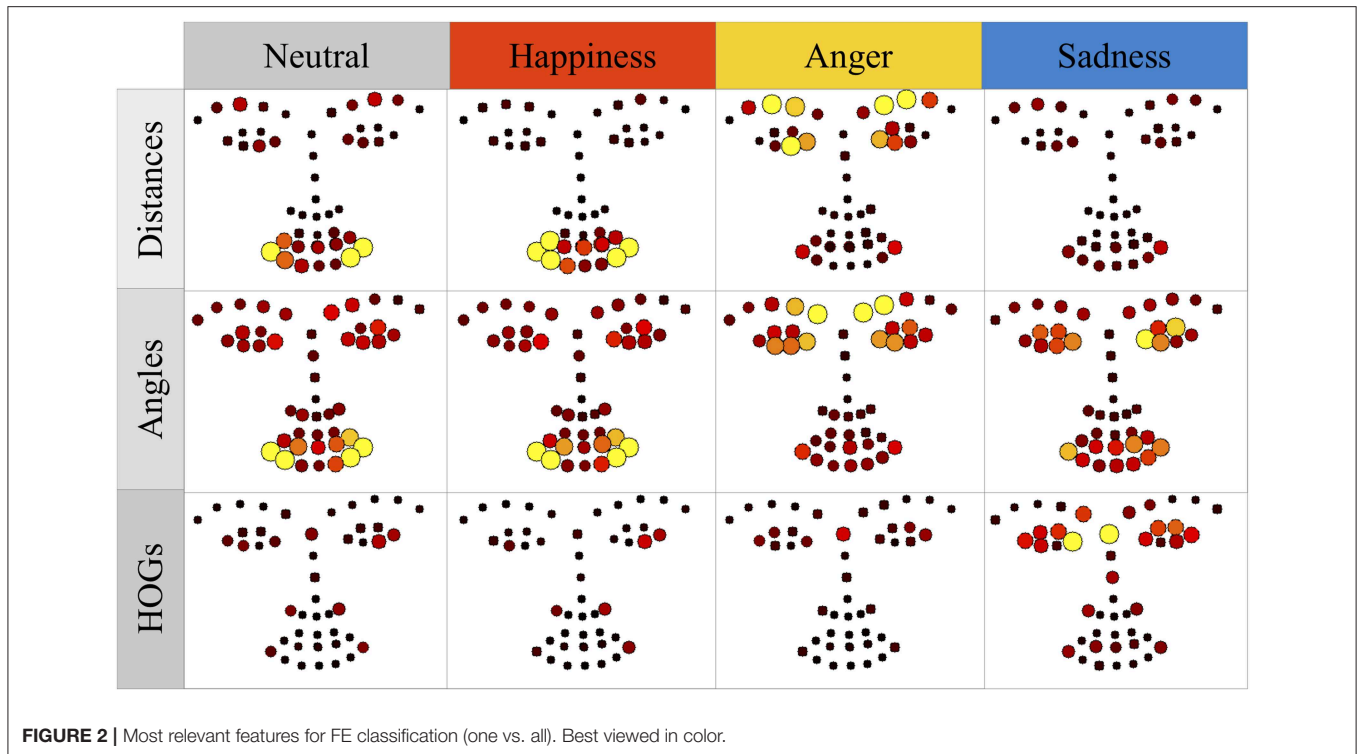 Neutral Happiness Anger Sadness
Distances
Angles
HOGs
FIGURE 2 | Most relevant features for FE classification (one vs. all). Best viewed in color.